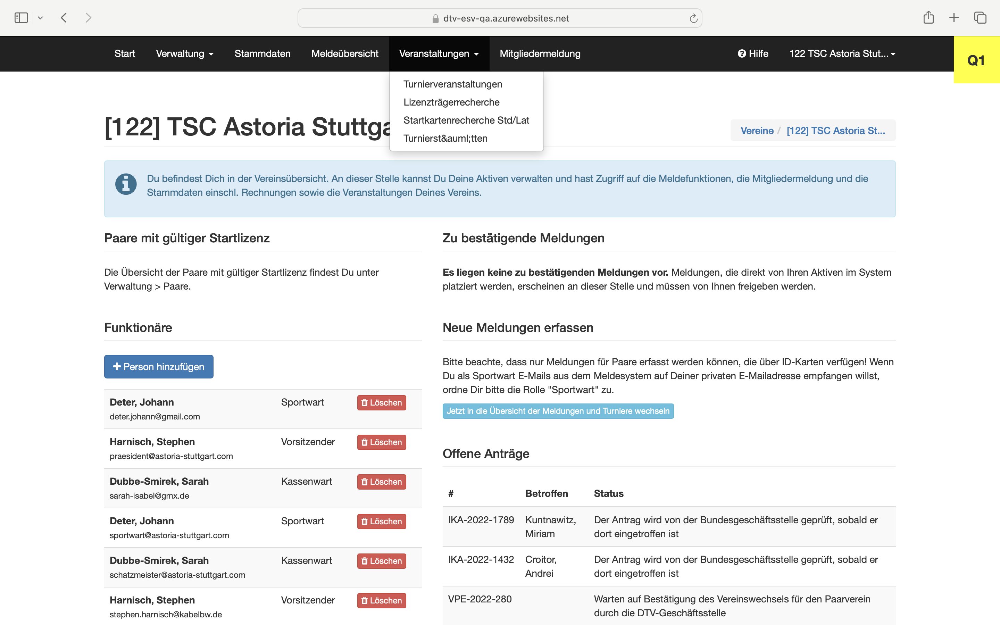 dtv-esv-qa.azurewebsites.net
Start Verwaltung Stammdaten Meldeübersicht Veranstaltungen Mitgliedermeldung Hilfe 122 TSC Astoria Stut...
Q1
Turnierveranstaltungen
Lizenzträgerrecherche
Startkartenrecherche Std/Lat
Turnierst&auml;tten
[122] TSC Astoria Stuttga
Vereine / [122] TSC Astoria St...
Du befindest Dich in der Vereinsübersicht. An dieser Stelle kannst Du Deine Aktiven verwalten und hast Zugriff auf die Meldefunktionen, die Mitgliedermeldung und die
Stammdaten einschl. Rechnungen sowie die Veranstaltungen Deines Vereins.
Paare mit gültiger Startlizenz
Die Übersicht der Paare mit gültiger Startlizenz findest Du unter
Verwaltung > Paare.
Funktionäre
Person hinzufügen
Deter, Johann Sportwart Löschen
deter.johann@gmail.com
Harnisch, Stephen Vorsitzender Löschen
praesident@astoria-stuttgart.com
Dubbe-Smirek, Sarah Kassenwart Löschen
sarah-isabel@gmx.de
Deter, Johann Sportwart Löschen
sportwart@astoria-stuttgart.com
Dubbe-Smirek, Sarah Kassenwart Löschen
schatzmeister@astoria-stuttgart.com
Harnisch, Stephen Vorsitzender Löschen
stephen.harnisch@kabelbw.de
Zu bestätigende Meldungen
Es liegen keine zu bestätigenden Meldungen vor. Meldungen, die direkt von Ihren Aktiven im System
platziert werden, erscheinen an dieser Stelle und müssen von Ihnen freigeben werden.
Neue Meldungen erfassen
Bitte beachte, dass nur Meldungen für Paare erfasst werden können, die über ID-Karten verfügen! Wenn
Du als Sportwart E-Mails aus dem Meldesystem auf Deiner privaten E-Mailadresse empfangen willst,
ordne Dir bitte die Rolle "Sportwart" zu.
Jetzt in die Übersicht der Meldungen und Turniere wechseln
Offene Anträge
# Betroffen Status
IKA-2022-1789 Kuntnawitz, Der Antrag wird von der Bundesgeschäftsstelle geprüft, sobald er
Miriam dort eingetroffen ist
IKA-2022-1432 Croitor, Der Antrag wird von der Bundesgeschäftsstelle geprüft, sobald er
Andrei dort eingetroffen ist
VPE-2022-280 Warten auf Bestätigung des Vereinswechsels für den Paarverein
durch die DTV-Geschäftsstelle